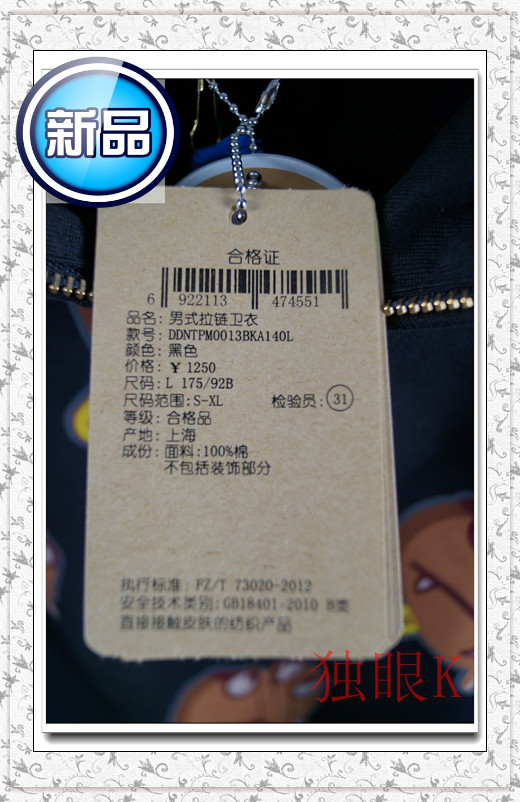 新品
合格证
6 922113 474551
品名: 男式拉链卫衣
款号: DDNTPM0013BKA140L
颜色: 黑色
价格: ¥ 1250
尺码: L 175/92B
尺码范围: S-XL 检验员: 31
等级: 合格品
产地: 上海
成份: 面料:100%棉
不包括装饰部分
执行标准: FZ/T 73020-2012
安全技术类别: GB18401-2010 B类
直接接触皮肤的纺织产品
独眼K